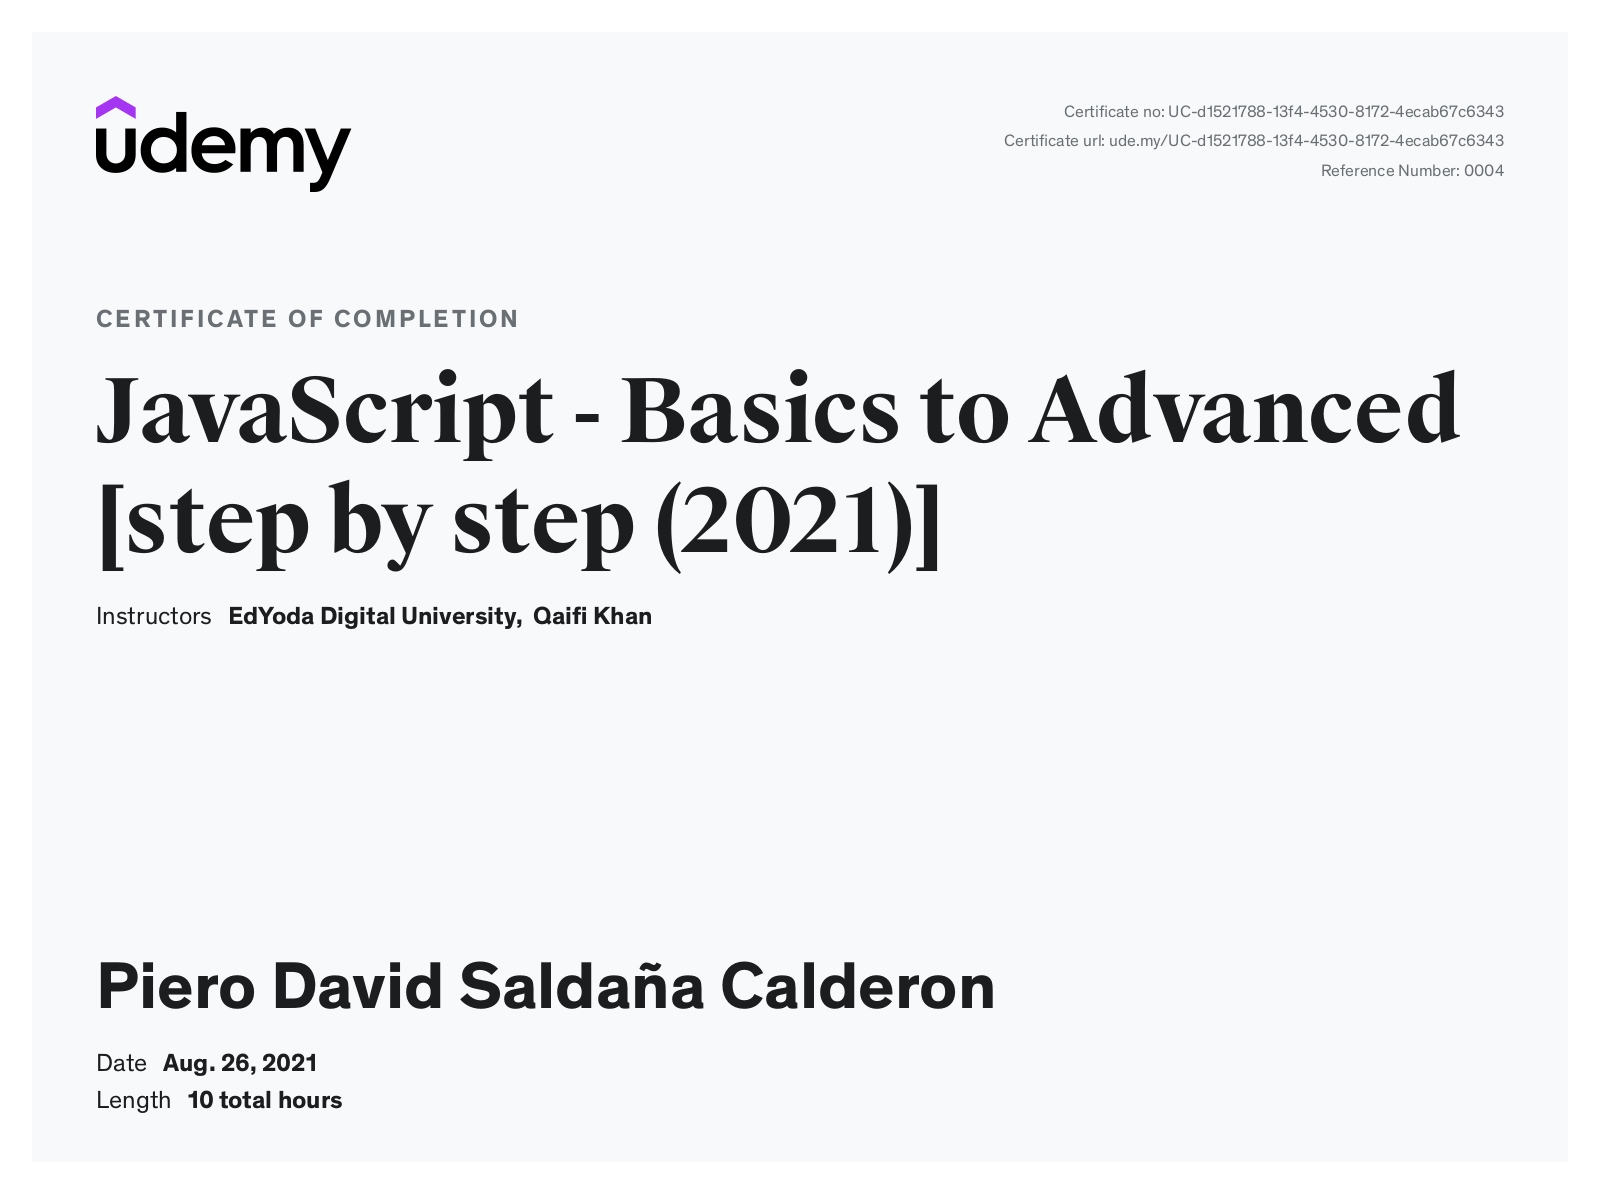 udemy
Certificate no: UC-d1521788-13f4-4530-8172-4ecab67c6343
Certificate url: ude.my/UC-d1521788-13f4-4530-8172-4ecab67c6343
Reference Number: 0004
CERTIFICATE OF COMPLETION
JavaScript - Basics to Advanced
[step by step (2021)]
Instructors EdYoda Digital University, Qaifi Khan
Piero David Saldaña Calderon
Date Aug. 26, 2021
Length 10 total hours